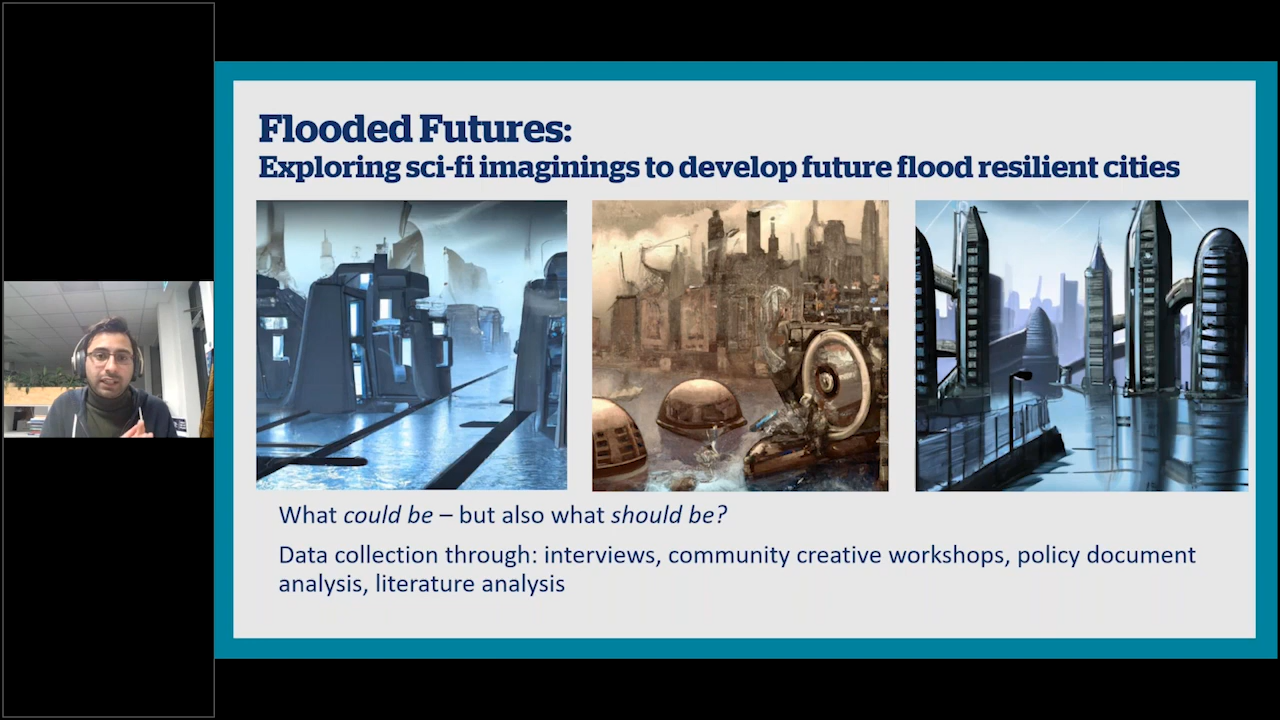 Flooded Futures:
Exploring sci-fi imaginings to develop future flood resilient cities
What could be – but also what should be?
Data collection through: interviews, community creative workshops, policy document
analysis, literature analysis